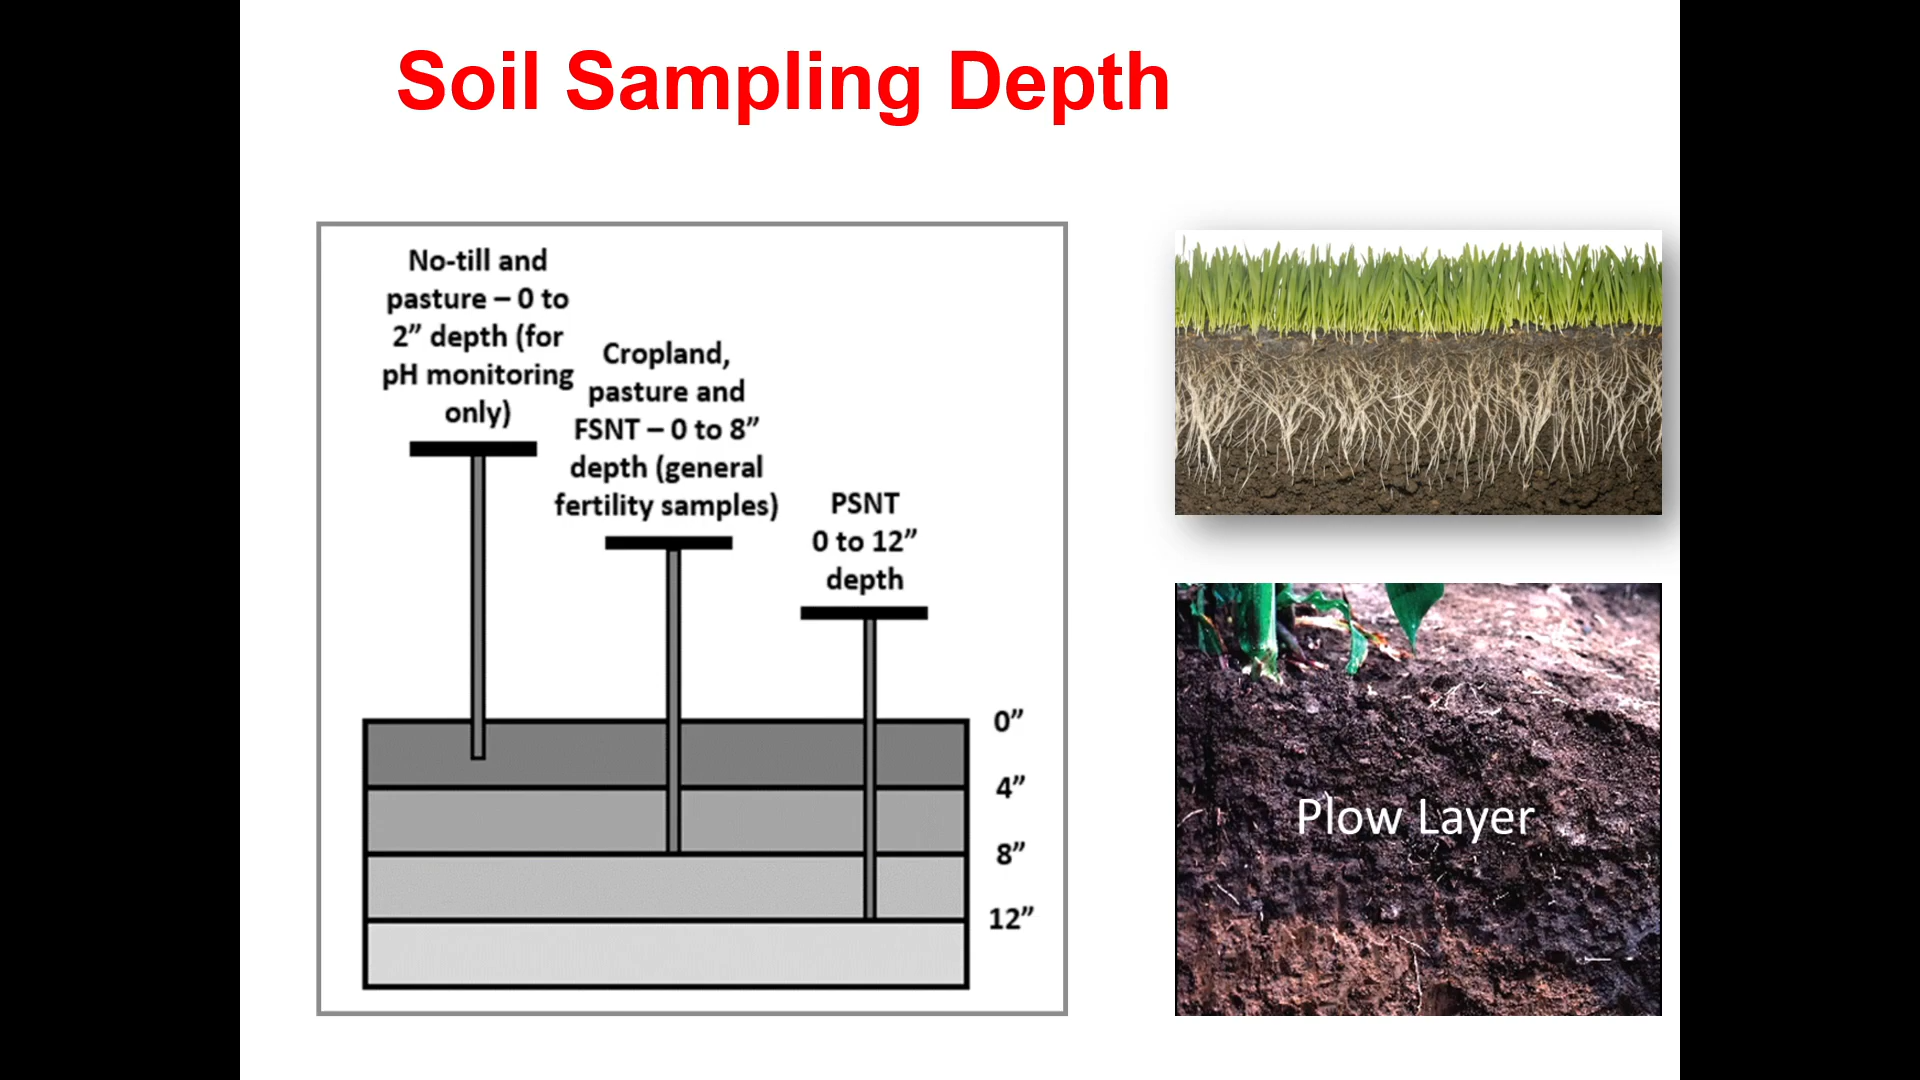 Soil Sampling Depth
No-till and
pasture – 0 to
2” depth (for
pH monitoring
only)
Cropland,
pasture and
FSNT – 0 to 8”
depth (general
fertility samples)
PSNT
0 to 12”
depth
0”
4”
8”
12”
Plow Layer